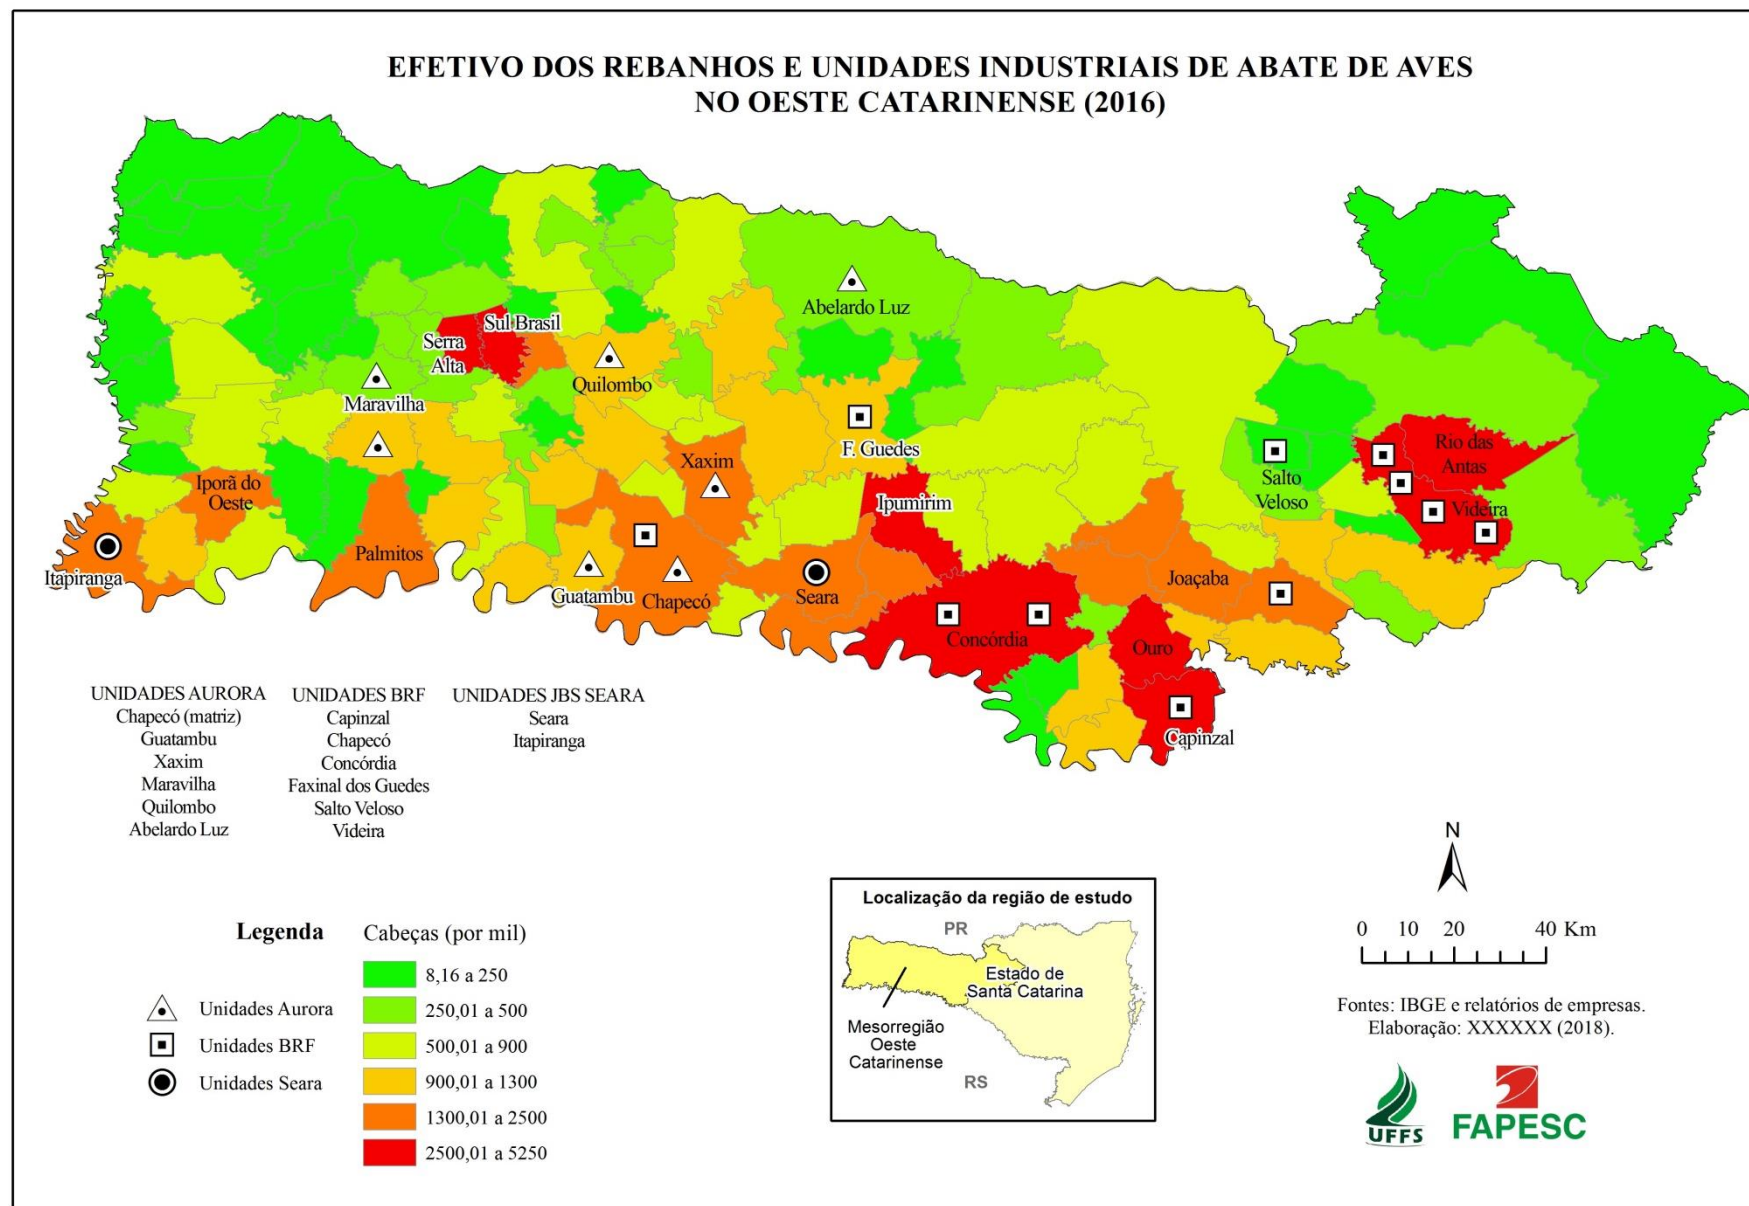 EFETIVO DOS REBANHOS E UNIDADES INDUSTRIAIS DE ABATE DE AVES
NO OESTE CATARINENSE (2016)
Abelardo Luz
Sul Brasil
Serra
Alta
Quilombo
Maravilha
F. Guedes
Xaxim
Rio das
Antas
Salto
Veloso
Videira
Iporã do
Oeste
Ipumirim
Itapiranga
Palmitos
Guatambu
Chapecó
Seara
Joaçaba
Concórdia
Ouro
Capinzal
UNIDADES AURORA
Chapecó (matriz)
Guatambu
Xaxim
Maravilha
Quilombo
Abelardo Luz
UNIDADES BRF
Capinzal
Chapecó
Concórdia
Faxinal dos Guedes
Salto Veloso
Videira
UNIDADES JBS SEARA
Seara
Itapiranga
Legenda
Unidades Aurora
Unidades BRF
Unidades Seara
Cabeças (por mil)
8,16 a 250
250,01 a 500
500,01 a 900
900,01 a 1300
1300,01 a 2500
2500,01 a 5250
Localização da região de estudo
PR
Estado de
Santa Catarina
Mesorregião
Oeste
Catarinense
RS
N
0 10 20 40 Km
Fontes: IBGE e relatórios de empresas.
Elaboração: XXXXXX (2018).
UFFS
FAPESC